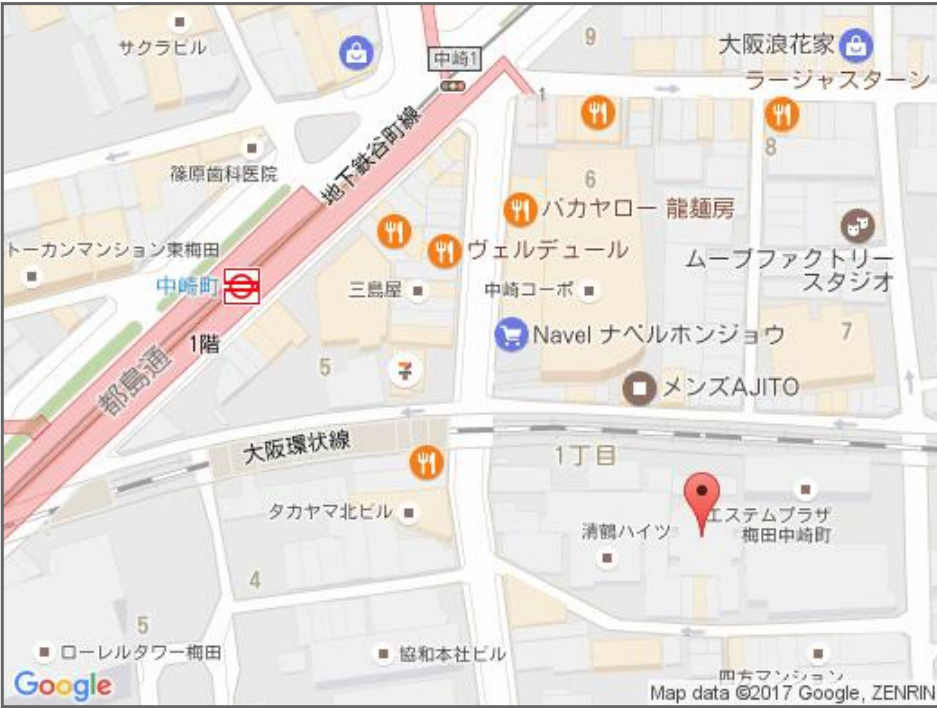 サクラビル
9
大阪浪花家
中崎1
ラージャスターン
1
地下鉄谷町線
8
篠原歯科医院
6
バカヤロー 龍麺房
トーカンマンション東梅田
ヴェルデュール
ムーブファクトリー
スタジオ
中崎町
三島屋
中崎コーポ
1階
Navel ナペルホンジョウ
7
都島通
5
メンズAJITO
大阪環状線
1丁目
タカヤマ北ビル
エステムプラザ
梅田中崎町
清鶴ハイツ
4
5
ローレルタワー梅田
協和本社ビル
四方マンション
Google
Map data ©2017 Google, ZENRIN